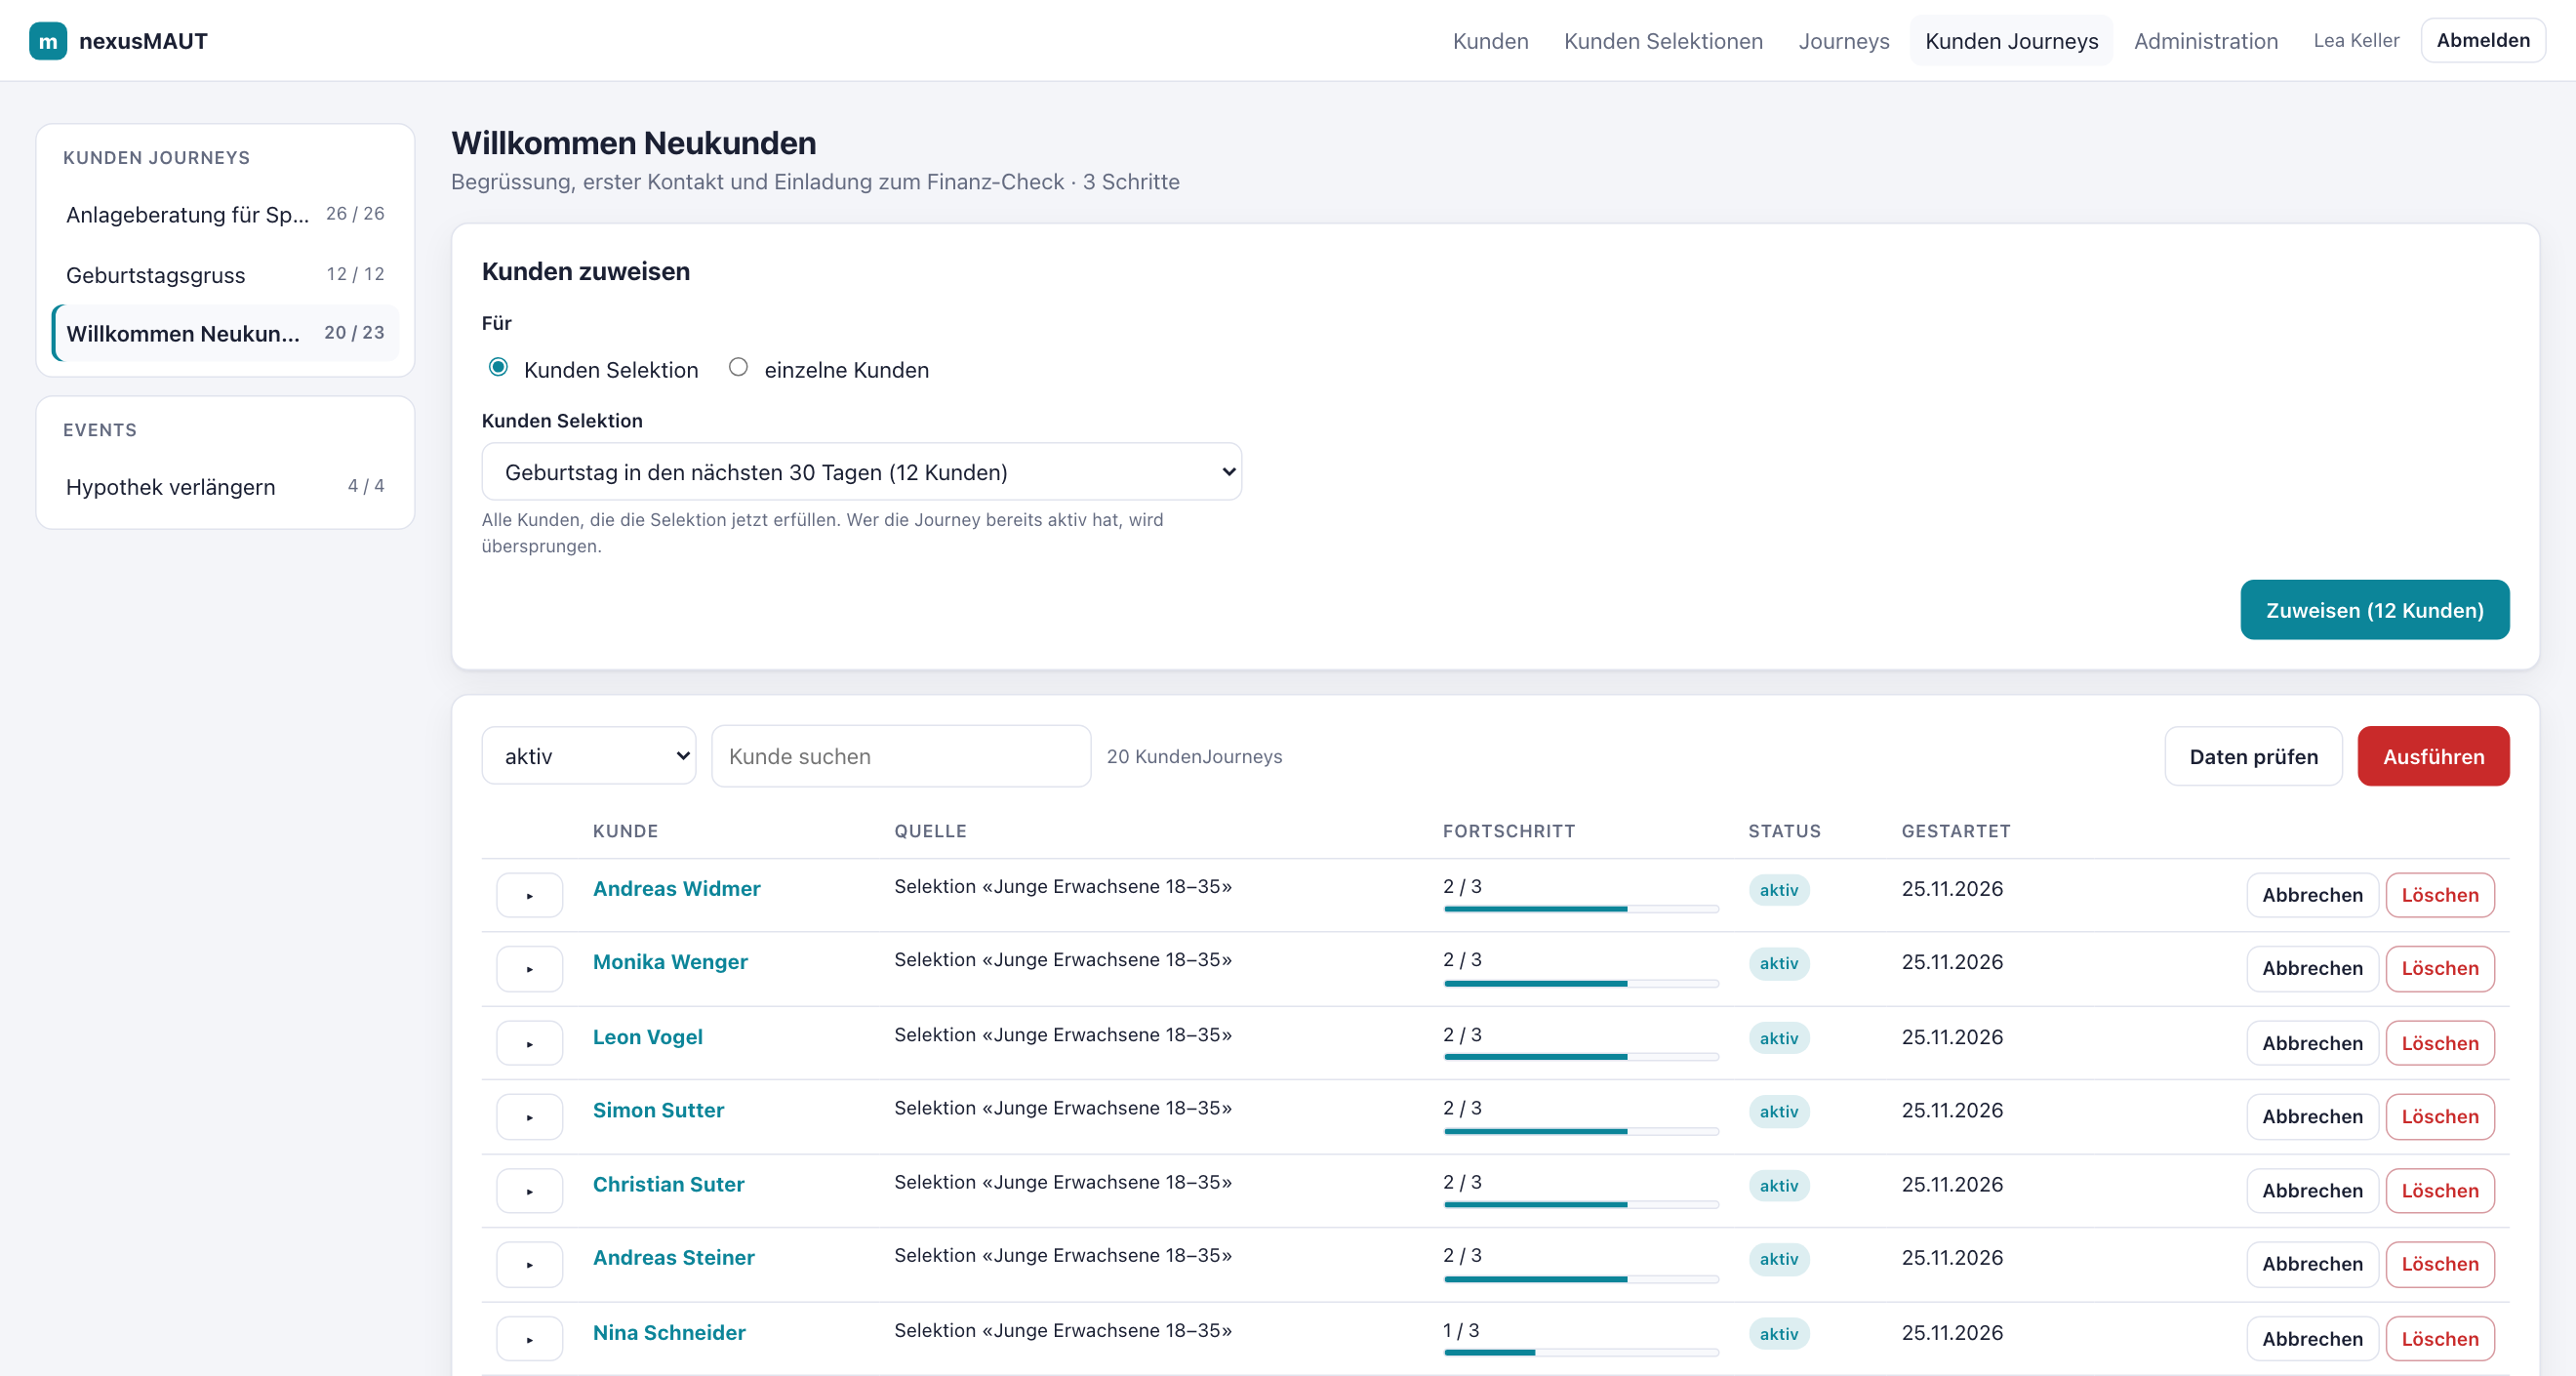 m nexusMAUT
Kunden Kunden Selektionen Journeys Kunden Journeys Administration Lea Keller Abmelden
KUNDEN JOURNEYS
Anlageberatung für Sp... 26 / 26
Geburtstagsgruss 12 / 12
Willkommen Neukun... 20 / 23
EVENTS
Hypothek verlängern 4 / 4
Willkommen Neukunden
Begrüssung, erster Kontakt und Einladung zum Finanz-Check · 3 Schritte
Kunden zuweisen
Für
Kunden Selektion einzelne Kunden
Kunden Selektion
Geburtstag in den nächsten 30 Tagen (12 Kunden)
Alle Kunden, die die Selektion jetzt erfüllen. Wer die Journey bereits aktiv hat, wird
übersprungen.
Zuweisen (12 Kunden)
aktiv Kunde suchen 20 KundenJourneys Daten prüfen Ausführen
KUNDE QUELLE FORTSCHRITT STATUS GESTARTET
Andreas Widmer Selektion «Junge Erwachsene 18–35» 2 / 3 aktiv 25.11.2026 Abbrechen Löschen
Monika Wenger Selektion «Junge Erwachsene 18–35» 2 / 3 aktiv 25.11.2026 Abbrechen Löschen
Leon Vogel Selektion «Junge Erwachsene 18–35» 2 / 3 aktiv 25.11.2026 Abbrechen Löschen
Simon Sutter Selektion «Junge Erwachsene 18–35» 2 / 3 aktiv 25.11.2026 Abbrechen Löschen
Christian Suter Selektion «Junge Erwachsene 18–35» 2 / 3 aktiv 25.11.2026 Abbrechen Löschen
Andreas Steiner Selektion «Junge Erwachsene 18–35» 2 / 3 aktiv 25.11.2026 Abbrechen Löschen
Nina Schneider Selektion «Junge Erwachsene 18–35» 1 / 3 aktiv 25.11.2026 Abbrechen Löschen